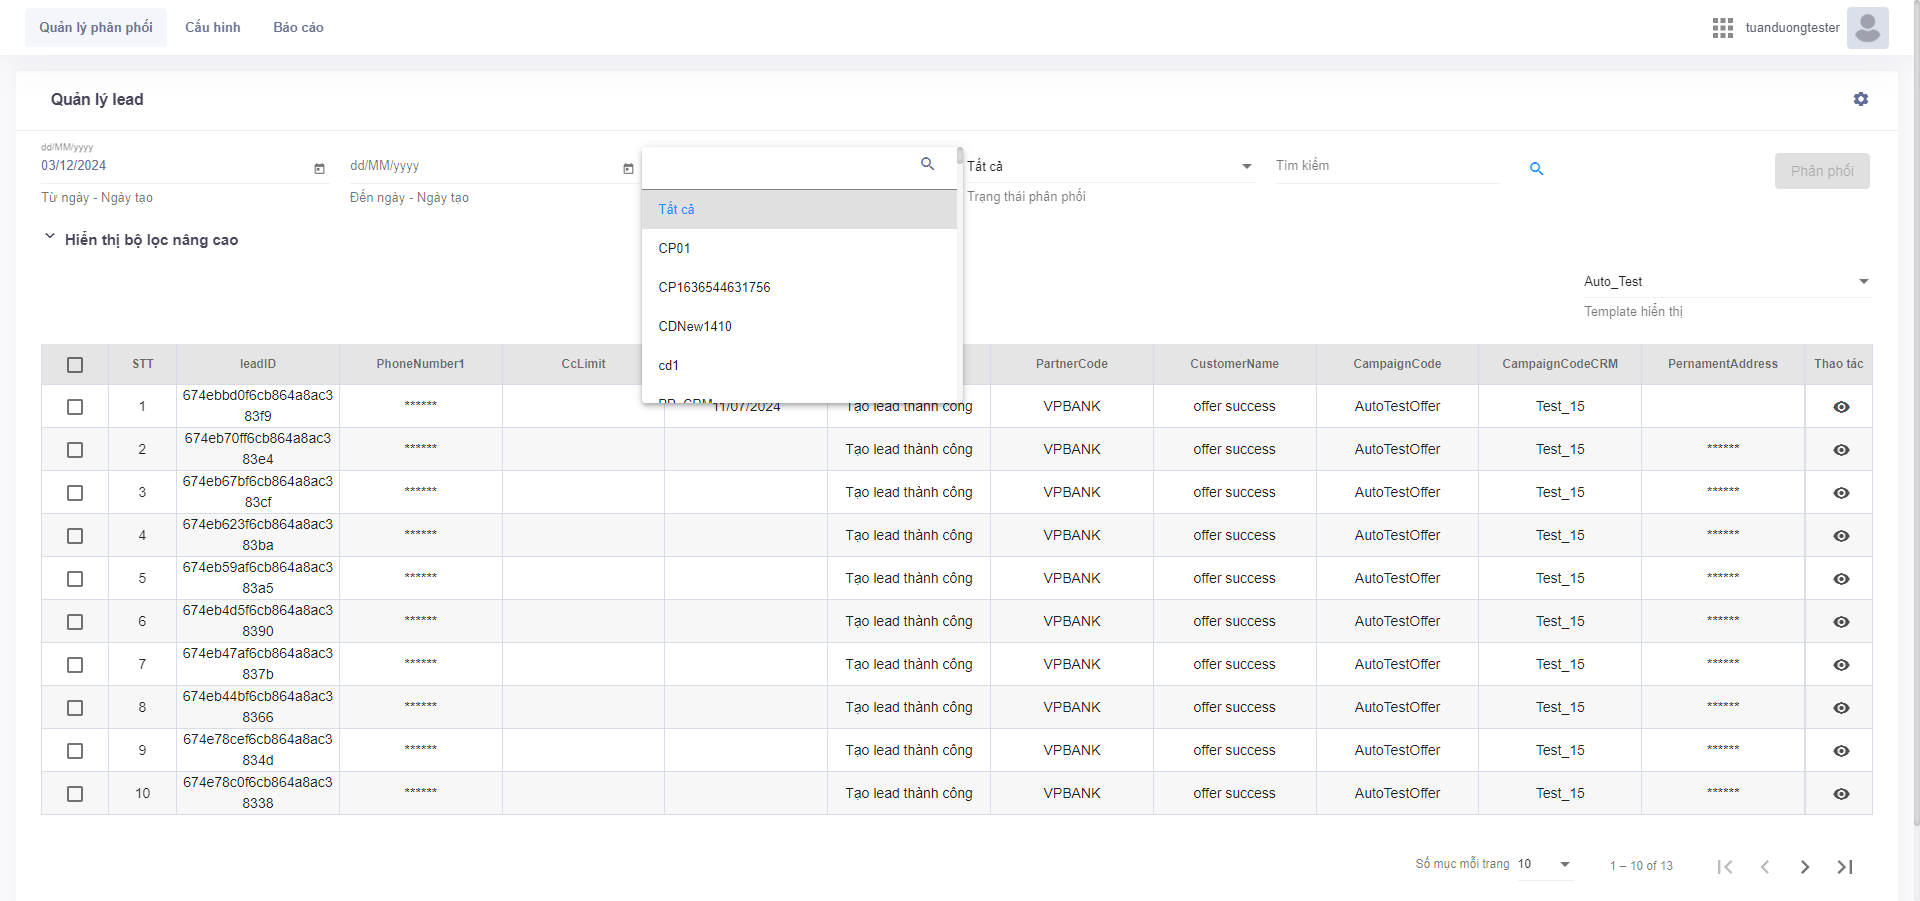 Quản lý phân phối Cấu hình Báo cáo tuanduongtester
Quản lý lead
dd/MM/yyyy
03/12/2024 dd/MM/yyyy Tất cả Tìm kiếm Phân phối
Từ ngày - Ngày tạo Đến ngày - Ngày tạo Trạng thái phân phối
Tất cả
Hiển thị bộ lọc nâng cao
CP01
CP1636544631756
CDNew1410
cd1
Auto_Test
Template hiển thị
STT leadID PhoneNumber1 CcLimit PartnerCode CustomerName CampaignCode CampaignCodeCRM PernamentAddress Thao tác
1 674ebbd0f6cb864a8ac383f9 ****** 11/07/2024 Tạo lead thành công VPBANK offer success AutoTestOffer Test_15
2 674eb70ff6cb864a8ac383e4 ****** Tạo lead thành công VPBANK offer success AutoTestOffer Test_15 ******
3 674eb67bf6cb864a8ac383cf ****** Tạo lead thành công VPBANK offer success AutoTestOffer Test_15 ******
4 674eb623f6cb864a8ac383ba ****** Tạo lead thành công VPBANK offer success AutoTestOffer Test_15 ******
5 674eb59af6cb864a8ac383a5 ****** Tạo lead thành công VPBANK offer success AutoTestOffer Test_15 ******
6 674eb4d5f6cb864a8ac38390 ****** Tạo lead thành công VPBANK offer success AutoTestOffer Test_15 ******
7 674eb47af6cb864a8ac3837b ****** Tạo lead thành công VPBANK offer success AutoTestOffer Test_15 ******
8 674eb44bf6cb864a8ac38366 ****** Tạo lead thành công VPBANK offer success AutoTestOffer Test_15 ******
9 674e78cef6cb864a8ac3834d ****** Tạo lead thành công VPBANK offer success AutoTestOffer Test_15 ******
10 674e78c0f6cb864a8ac38338 ****** Tạo lead thành công VPBANK offer success AutoTestOffer Test_15 ******
Số mục mỗi trang 10 1 – 10 of 13